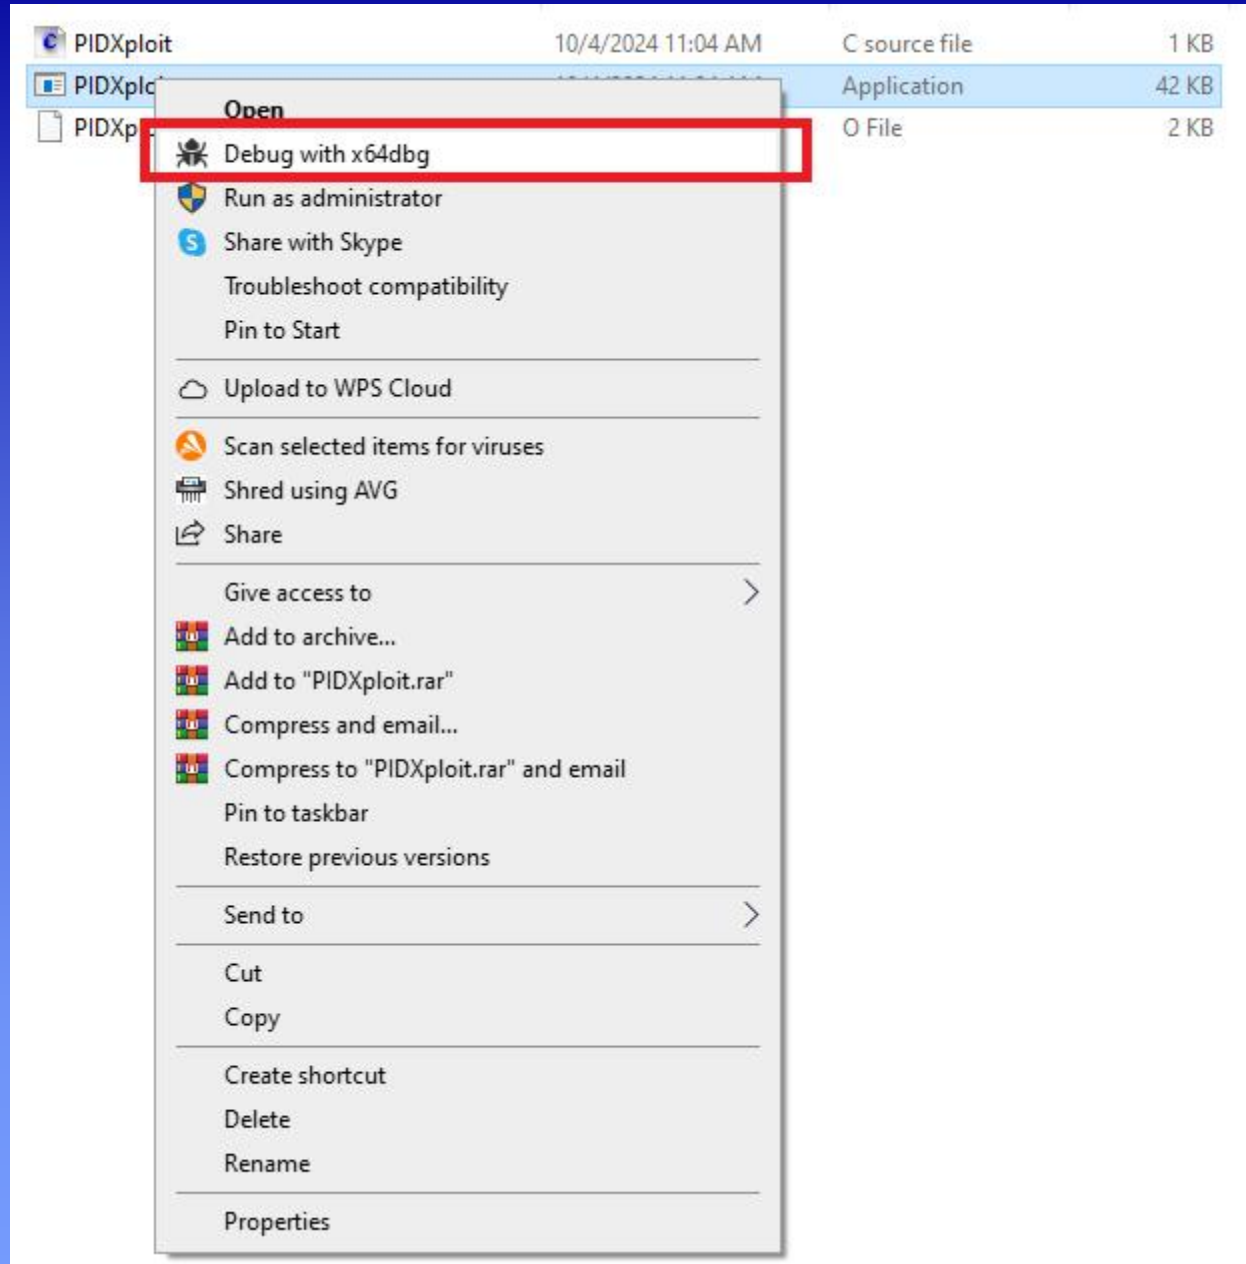 PIDXploit 10/4/2024 11:04 AM C source file 1 KB
Application 42 KB
O File 2 KB
Open
Debug with x64dbg
Run as administrator
Share with Skype
Troubleshoot compatibility
Pin to Start
Upload to WPS Cloud
Scan selected items for viruses
Shred using AVG
Share
Give access to
Add to archive...
Add to "PIDXploit.rar"
Compress and email...
Compress to "PIDXploit.rar" and email
Pin to taskbar
Restore previous versions
Send to
Cut
Copy
Create shortcut
Delete
Rename
Properties